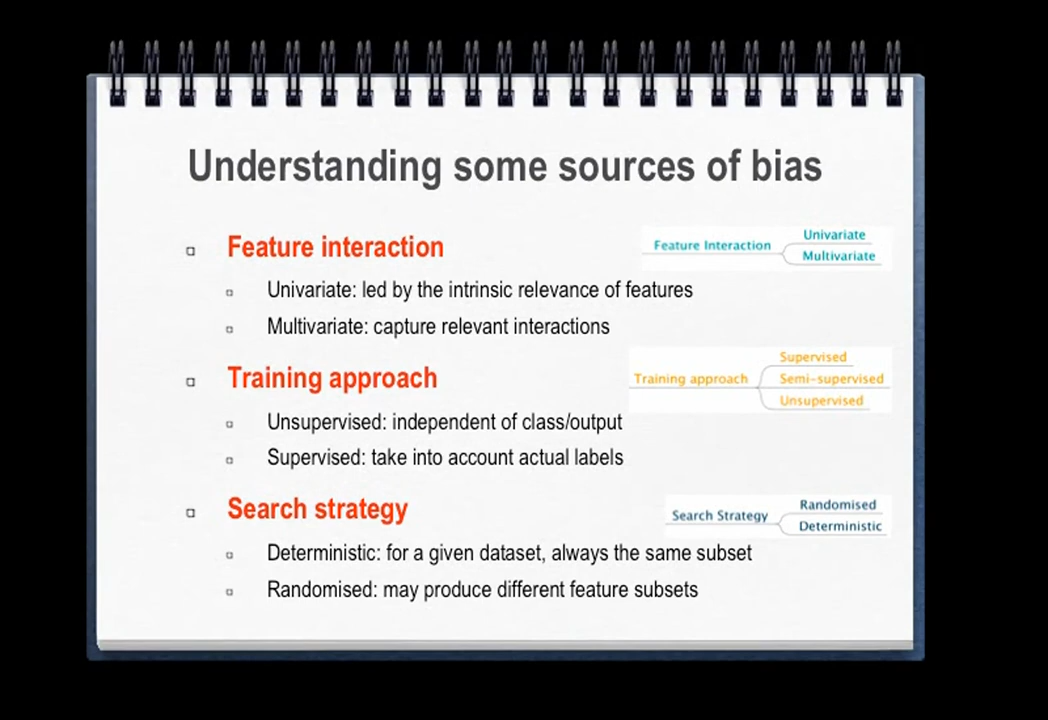 Understanding some sources of bias
Feature interaction
Feature Interaction
Univariate
Multivariate
Univariate: led by the intrinsic relevance of features
Multivariate: capture relevant interactions
Training approach
Training approach
Supervised
Semi-supervised
Unsupervised
Unsupervised: independent of class/output
Supervised: take into account actual labels
Search strategy
Search Strategy
Randomised
Deterministic
Deterministic: for a given dataset, always the same subset
Randomised: may produce different feature subsets